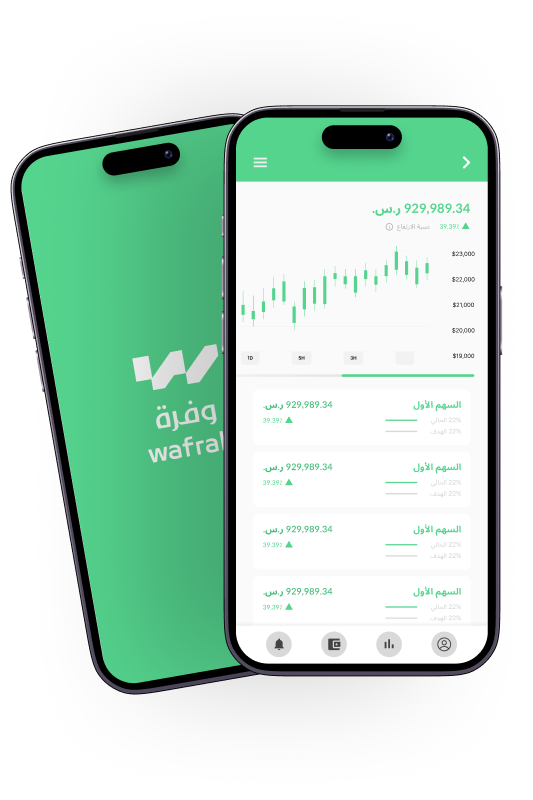 وفرة
wafrah
929,989.34 ر.س.
39.39٪ نسبة الارتفاع
$23,000
$22,000
$21,000
$20,000
$19,000
1D
5H
3H
السهم الأول
929,989.34 ر.س.
22% الحالي
39.39٪
22% الهدف
السهم الأول
929,989.34 ر.س.
22% الحالي
39.39٪
22% الهدف
السهم الأول
929,989.34 ر.س.
22% الحالي
39.39٪
22% الهدف
السهم الأول
929,989.34 ر.س.
22% الحالي
39.39٪
22% الهدف